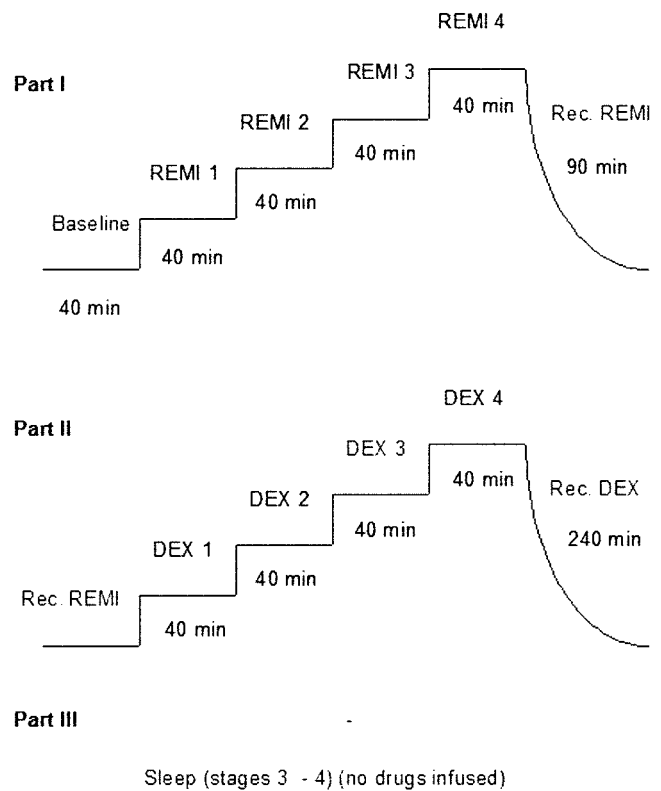 REMI 4
Part I
REMI 3
40 min
Rec. REMI
REMI 2
40 min
90 min
REMI 1
40 min
Baseline
40 min
40 min
DEX 4
Part II
DEX 3
40 min
Rec. DEX
DEX 2
40 min
240 min
DEX 1
40 min
Rec. REMI
40 min
Part III
-
Sleep (stages 3 - 4) (no drugs infused)